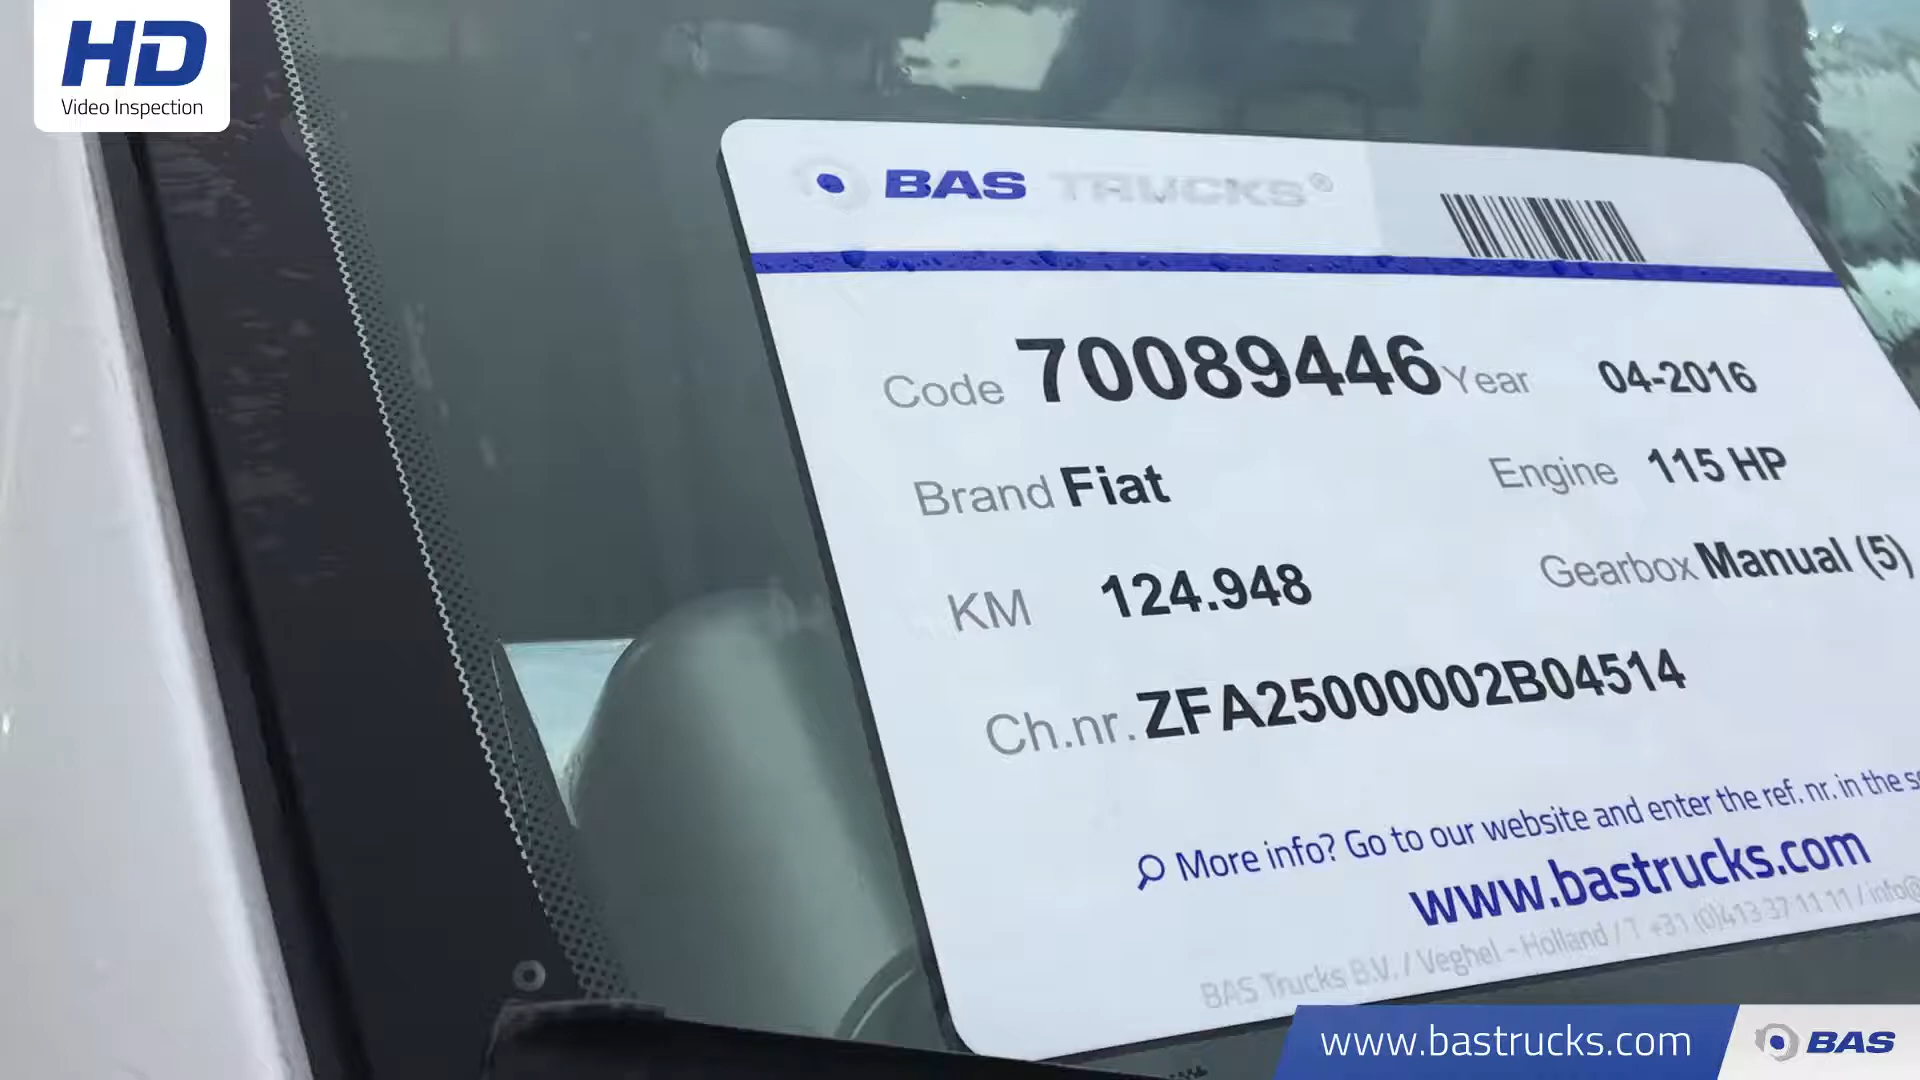 HD
Video Inspection
BAS TRUCKS®
Code 70089446 Year 04-2016
Brand Fiat Engine 115 HP
KM 124.948 Gearbox Manual (5)
Ch.nr. ZFA25000002B04514
More info? Go to our website and enter the ref. nr. in the
www.bastrucks.com
BAS Trucks B.V. / Veghel - Holland / T +31 (0)413 37 11 11 / info@
www.bastrucks.com BAS